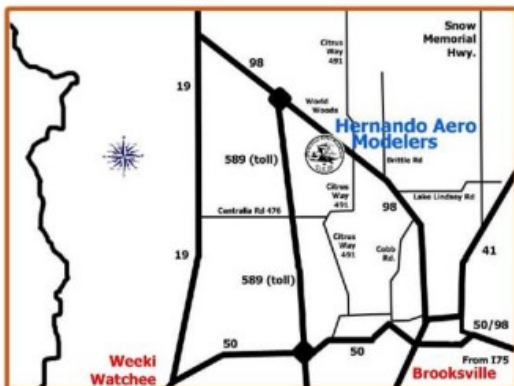 Snow
Memorial
Hwy.
Citrus
Way
491
19
98
World
Woods
Hernando Aero
Modelers
589 (toll)
Brittle Rd
Citrus
Way
491
Lake Lindsey Rd
98
Centralia Rd 476
Citrus
Way
491
Cobb
Rd.
41
19
589 (toll)
50/98
50
50
From I75
Weeki
Watchee
Brooksville